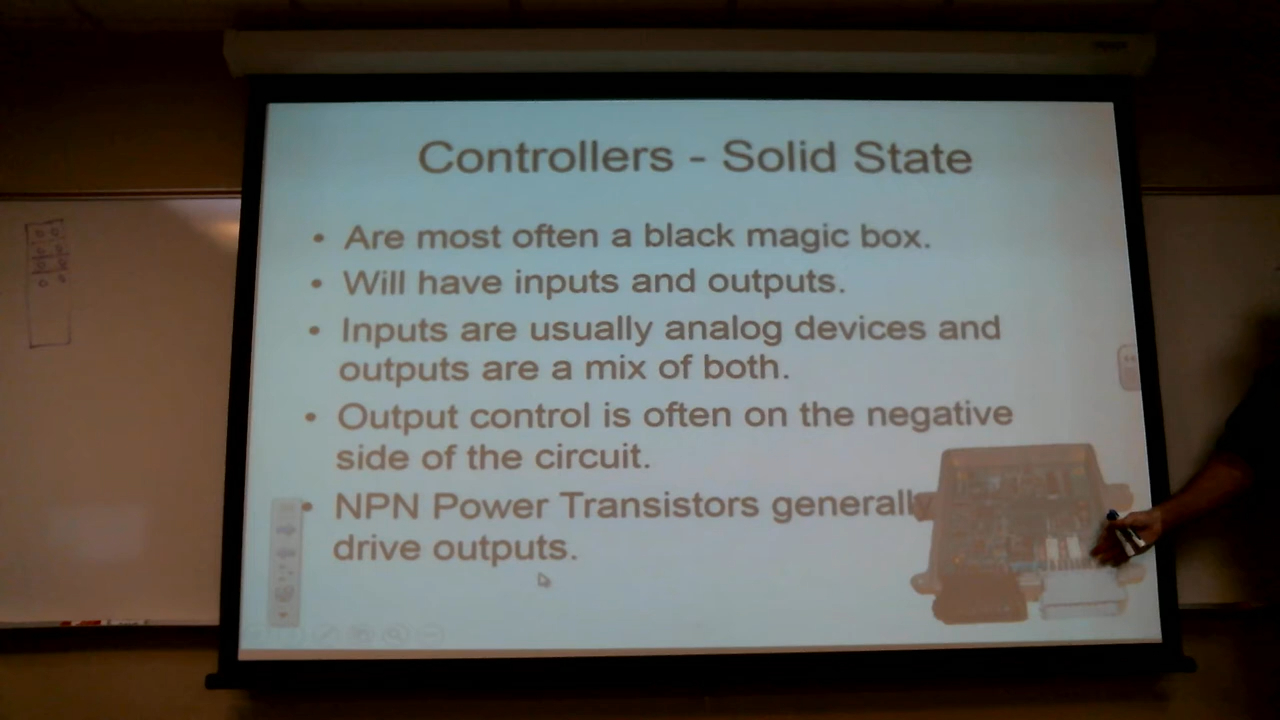 Controllers - Solid State
• Are most often a black magic box.
• Will have inputs and outputs.
• Inputs are usually analog devices and
outputs are a mix of both.
• Output control is often on the negative
side of the circuit.
• NPN Power Transistors generally
drive outputs.